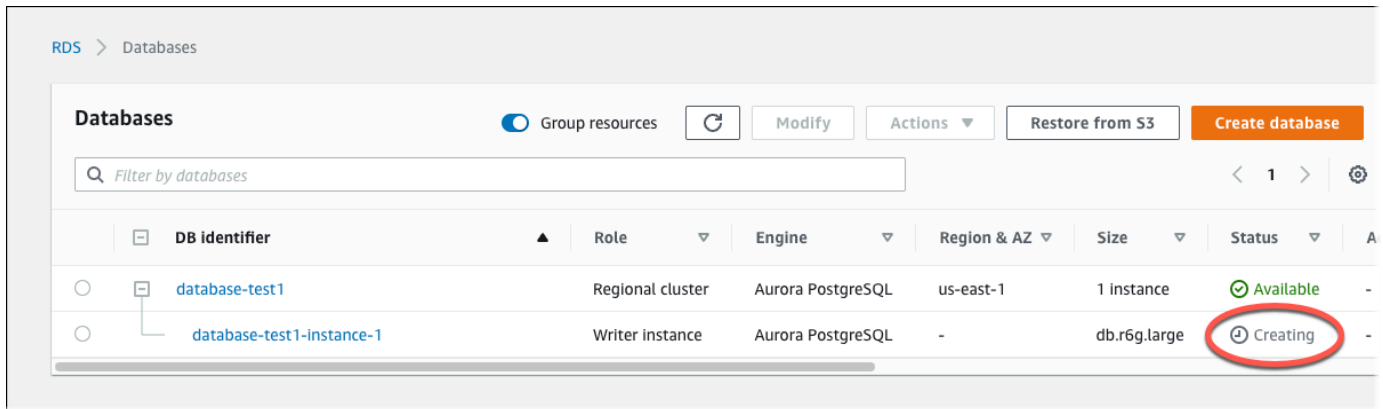 RDS > Databases
Databases Group resources Modify Actions Restore from S3 Create database
Filter by databases 1
DB identifier Role Engine Region & AZ Size Status A
database-test1 Regional cluster Aurora PostgreSQL us-east-1 1 instance Available -
database-test1-instance-1 Writer instance Aurora PostgreSQL - db.r6g.large Creating -